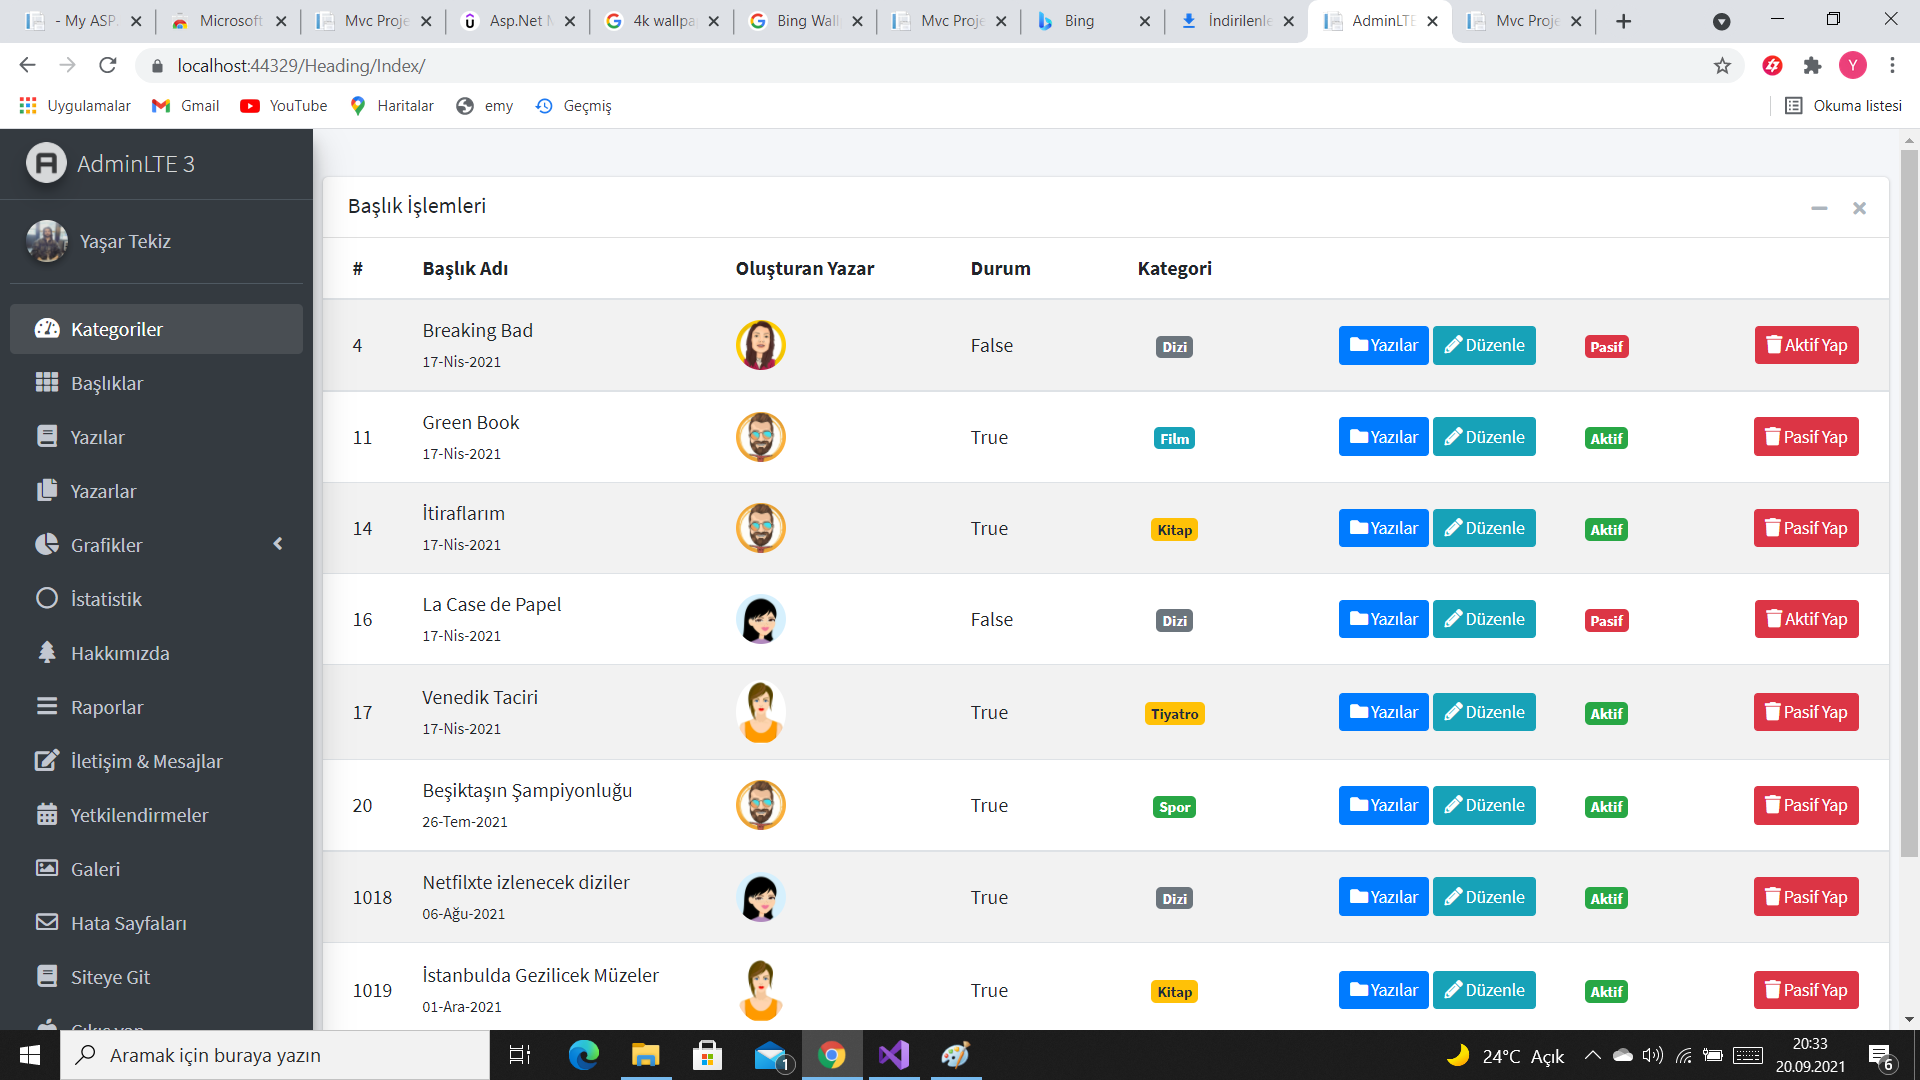 - My ASP.
Microsoft
Mvc Proje
Asp.Net M
4k wallpa
Bing Wall
Mvc Proje
Bing
İndirilenle
AdminLTE
Mvc Proje
localhost:44329/Heading/Index/
Y
Uygulamalar
Gmail
YouTube
Haritalar
emy
Geçmiş
Okuma listesi
AdminLTE 3
Yaşar Tekiz
Kategoriler
Başlıklar
Yazılar
Yazarlar
Grafikler
İstatistik
Hakkımızda
Raporlar
İletişim & Mesajlar
Yetkilendirmeler
Galeri
Hata Sayfaları
Siteye Git
Başlık İşlemleri
# Başlık Adı Oluşturan Yazar Durum Kategori
4 Breaking Bad False Dizi Yazılar Düzenle Pasif Aktif Yap
17-Nis-2021
11 Green Book True Film Yazılar Düzenle Aktif Pasif Yap
17-Nis-2021
14 İtiraflarım True Kitap Yazılar Düzenle Aktif Pasif Yap
17-Nis-2021
16 La Case de Papel False Dizi Yazılar Düzenle Pasif Aktif Yap
17-Nis-2021
17 Venedik Taciri True Tiyatro Yazılar Düzenle Aktif Pasif Yap
17-Nis-2021
20 Beşiktaşın Şampiyonluğu True Spor Yazılar Düzenle Aktif Pasif Yap
26-Tem-2021
1018 Netfilxte izlenecek diziler True Dizi Yazılar Düzenle Aktif Pasif Yap
06-Ağu-2021
1019 İstanbulda Gezilicek Müzeler True Kitap Yazılar Düzenle Aktif Pasif Yap
01-Ara-2021
Aramak için buraya yazın
1
24°C Açık
20:33
20.09.2021
6